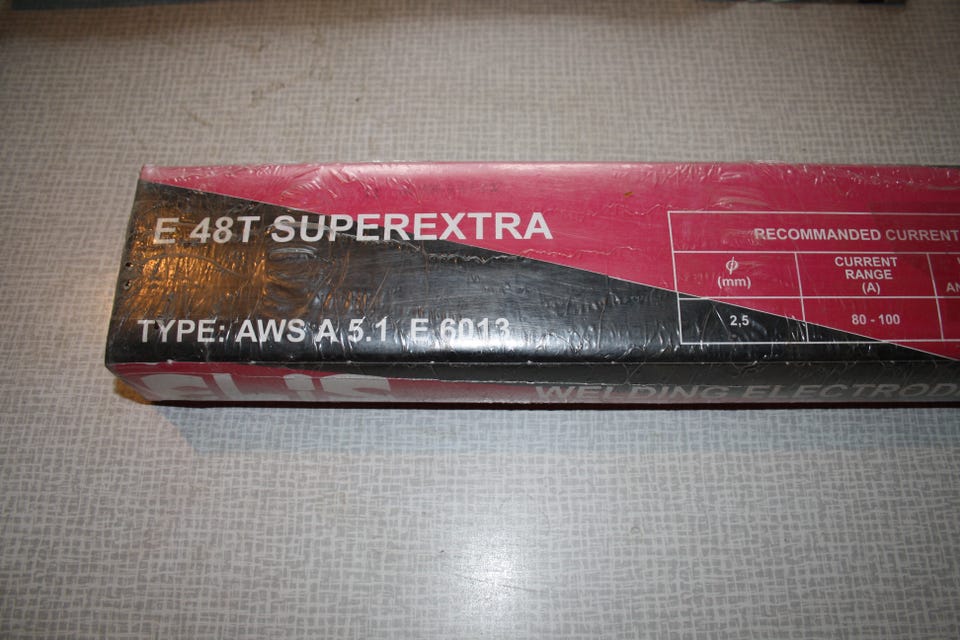 E 48T SUPEREXTRA
TYPE: AWS A 5.1 E 6013
RECOMMANDED CURRENT
ϕ
(mm)
CURRENT
RANGE
(A)
2,5
80 - 100
WELDING ELECTROD